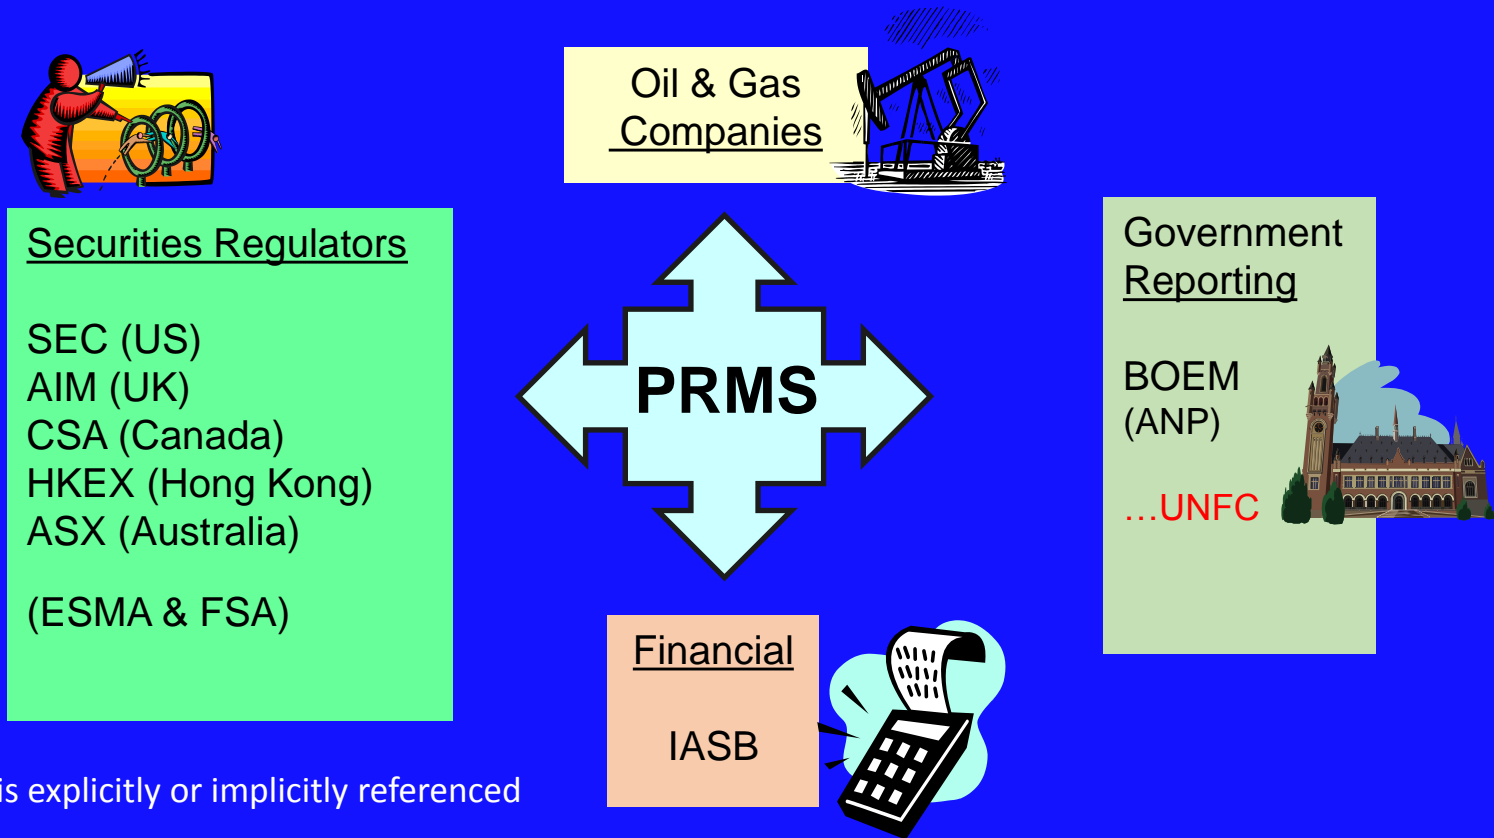 Oil & Gas
Companies
Securities Regulators
SEC (US)
AIM (UK)
CSA (Canada)
HKEX (Hong Kong)
ASX (Australia)
(ESMA & FSA)
PRMS
Government
Reporting
BOEM
(ANP)
...UNFC
Financial
IASB
is explicitly or implicitly referenced